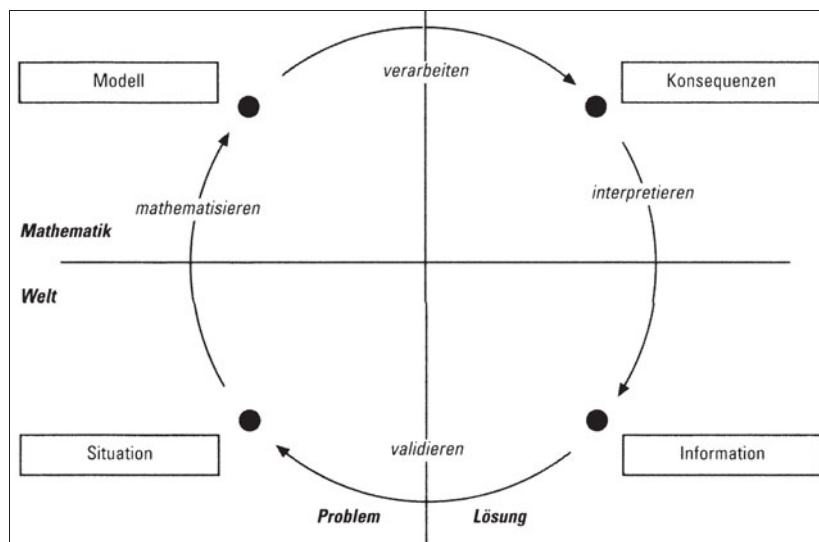 verarbeiten
Modell
Konsequenzen
mathematisieren
interpretieren
Mathematik
Welt
Situation
validieren
Information
Problem
Lösung